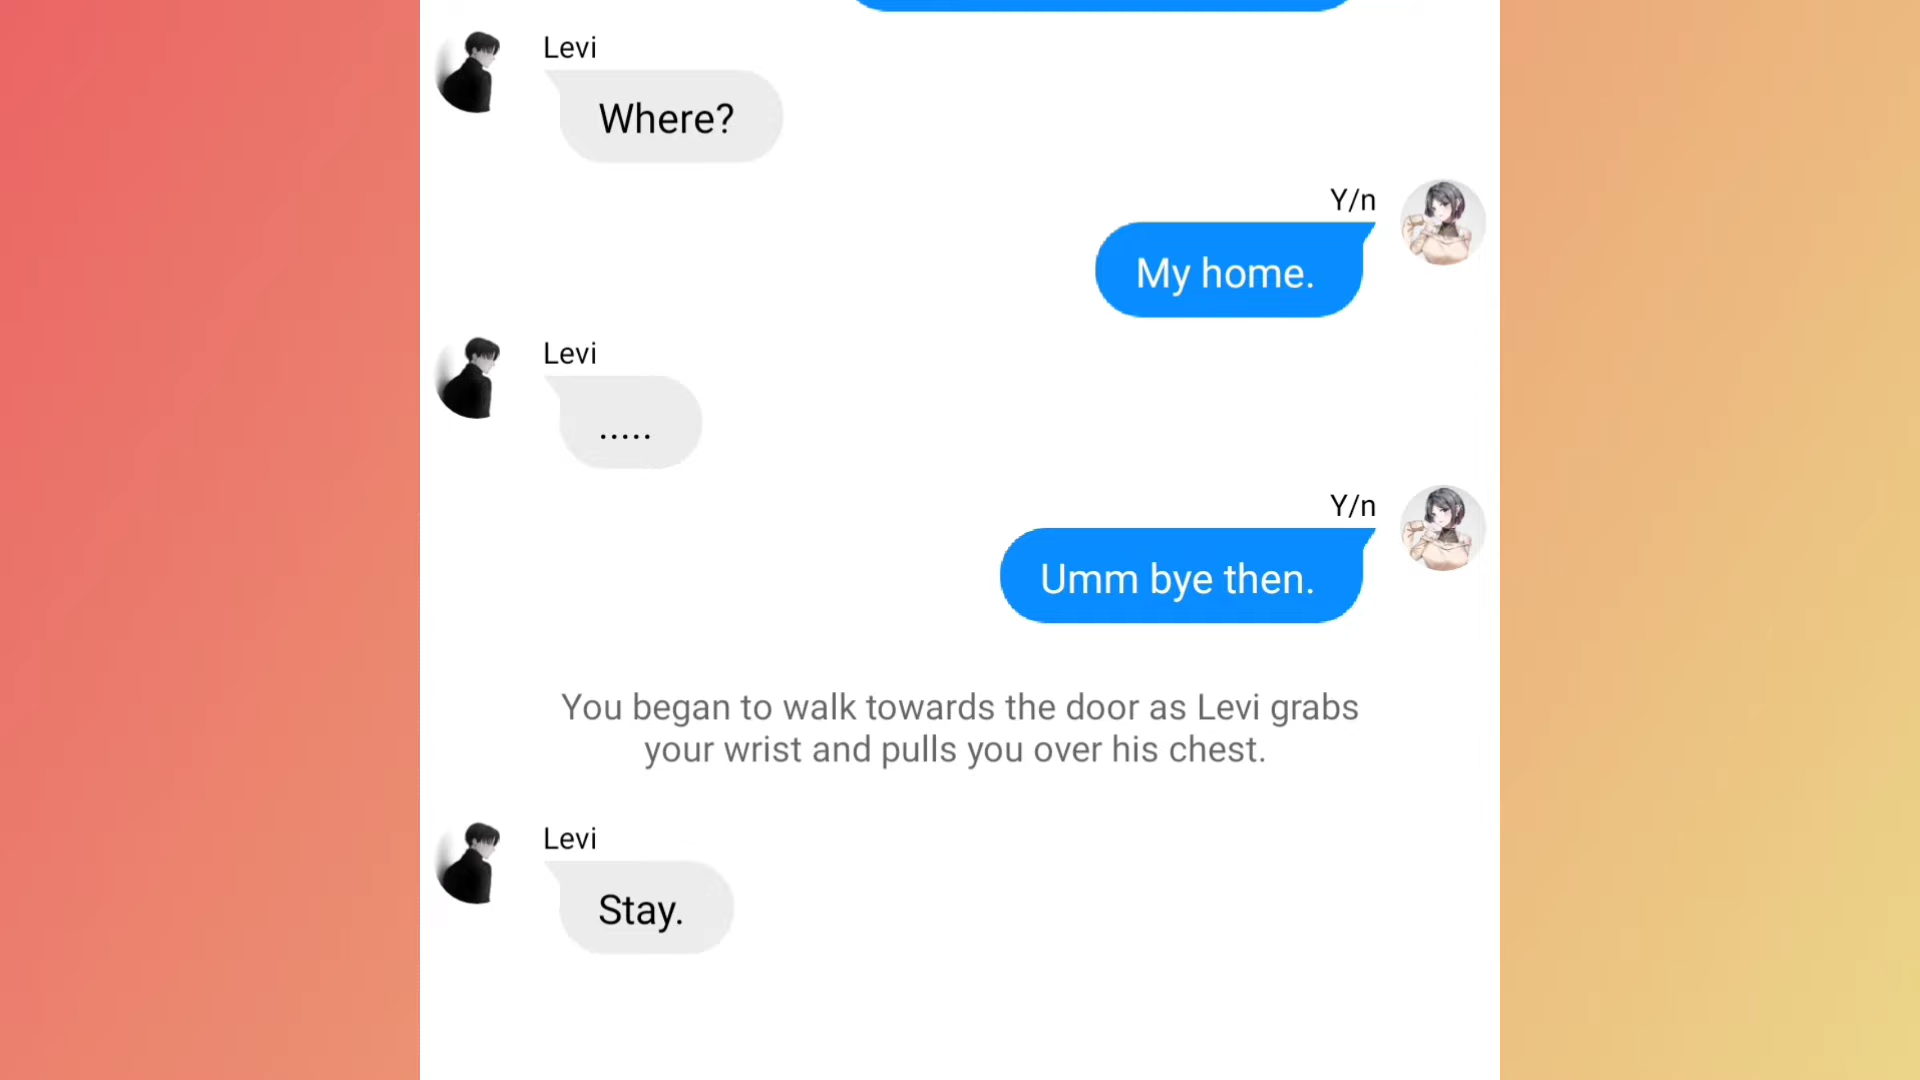 Levi
Where?
Y/n
My home.
Levi
.....
Y/n
Umm bye then.
You began to walk towards the door as Levi grabs
your wrist and pulls you over his chest.
Levi
Stay.